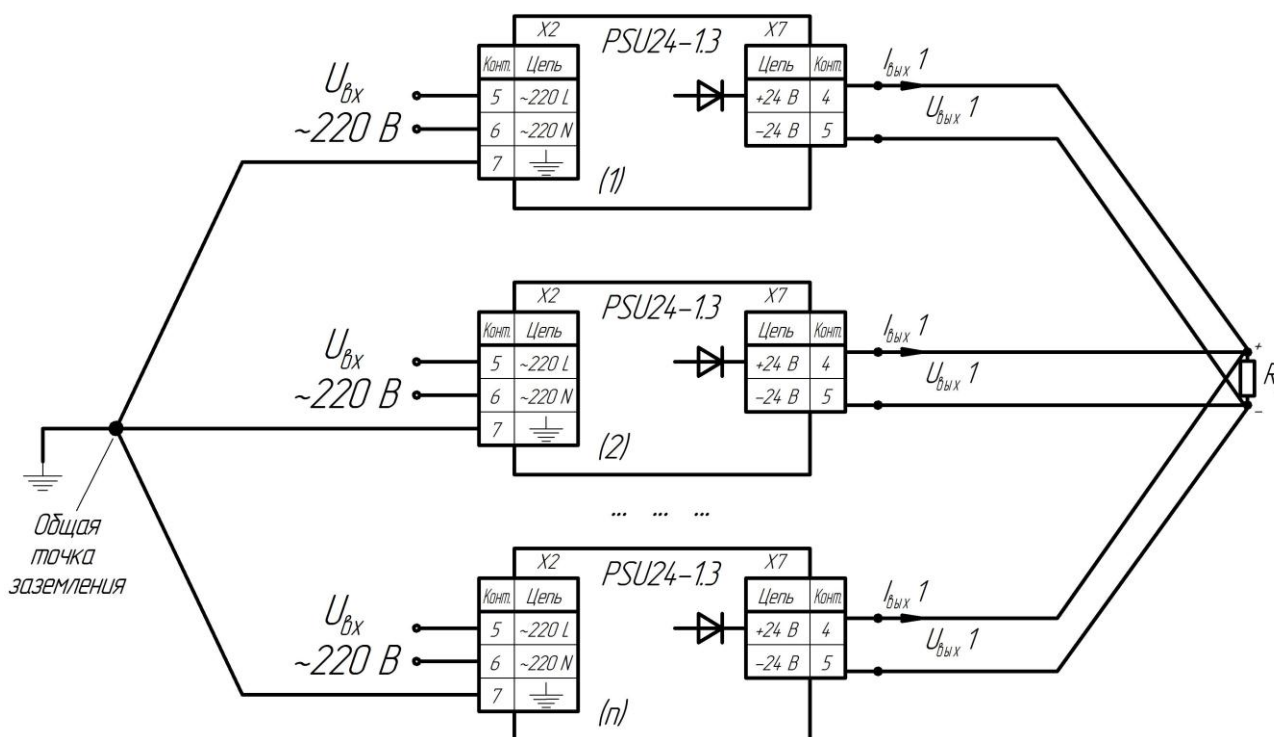 X2 PSU24-1.3 X7
Конт. Цепь
5 ~220 L
6 ~220 N
7
Цепь Конт.
+24 В 4
-24 В 5
Uвх
~220 В
(1)
Iвых 1
Uвых 1
X2 PSU24-1.3 X7
Конт. Цепь
5 ~220 L
6 ~220 N
7
Цепь Конт.
+24 В 4
-24 В 5
Uвх
~220 В
(2)
Iвых 1
Uвых 1
+
R
-
Общая
точка
заземления
... ... ...
X2 PSU24-1.3 X7
Конт. Цепь
5 ~220 L
6 ~220 N
7
Цепь Конт.
+24 В 4
-24 В 5
Uвх
~220 В
(n)
Iвых 1
Uвых 1